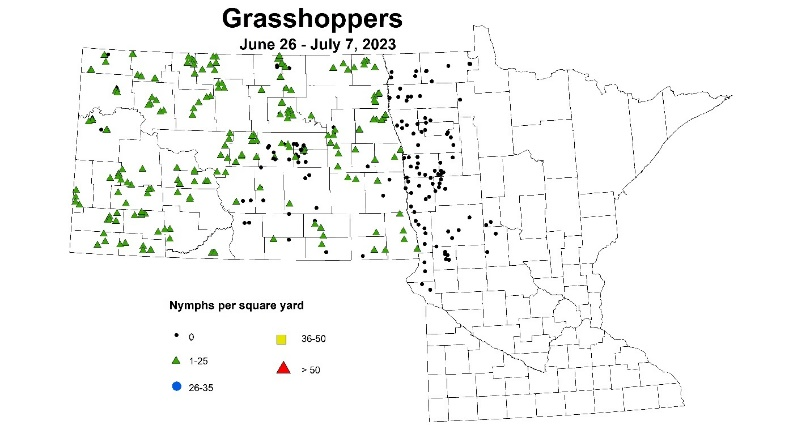 Grasshoppers
June 26 - July 7, 2023
Nymphs per square yard
0
1-25
26-35
36-50
> 50